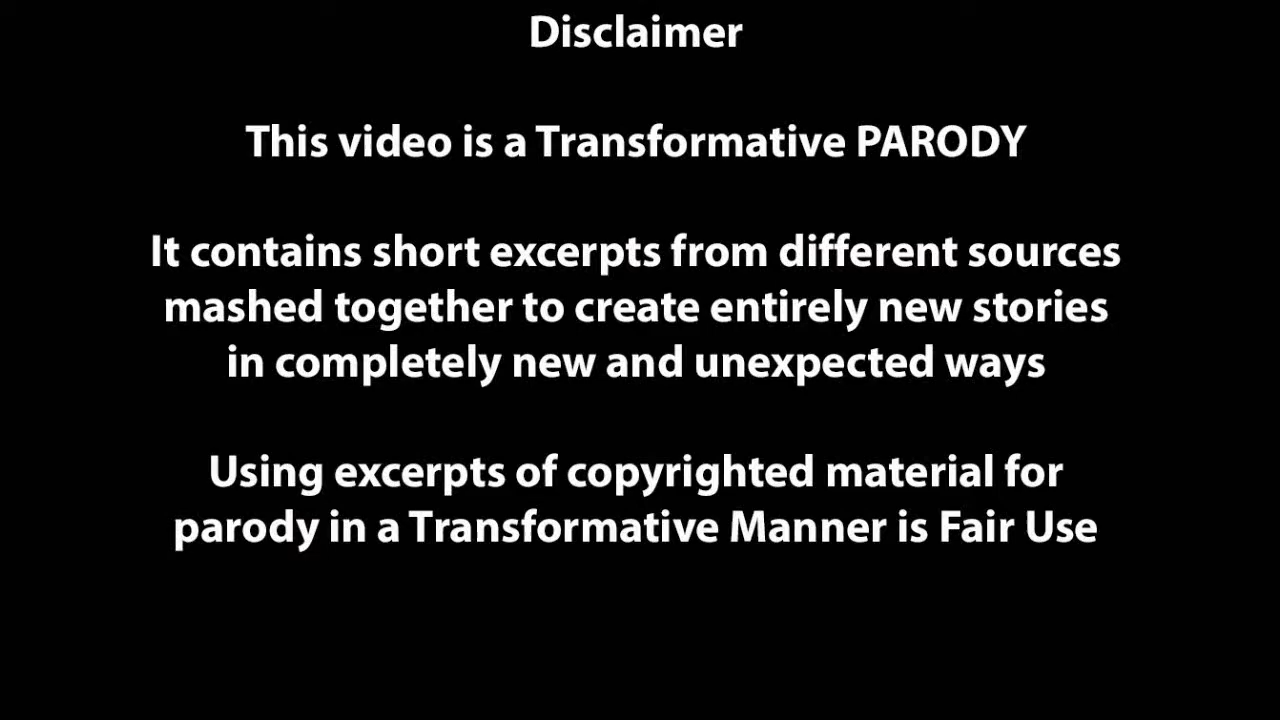 Disclaimer
This video is a Transformative PARODY
It contains short excerpts from different sources
mashed together to create entirely new stories
in completely new and unexpected ways
Using excerpts of copyrighted material for
parody in a Transformative Manner is Fair Use